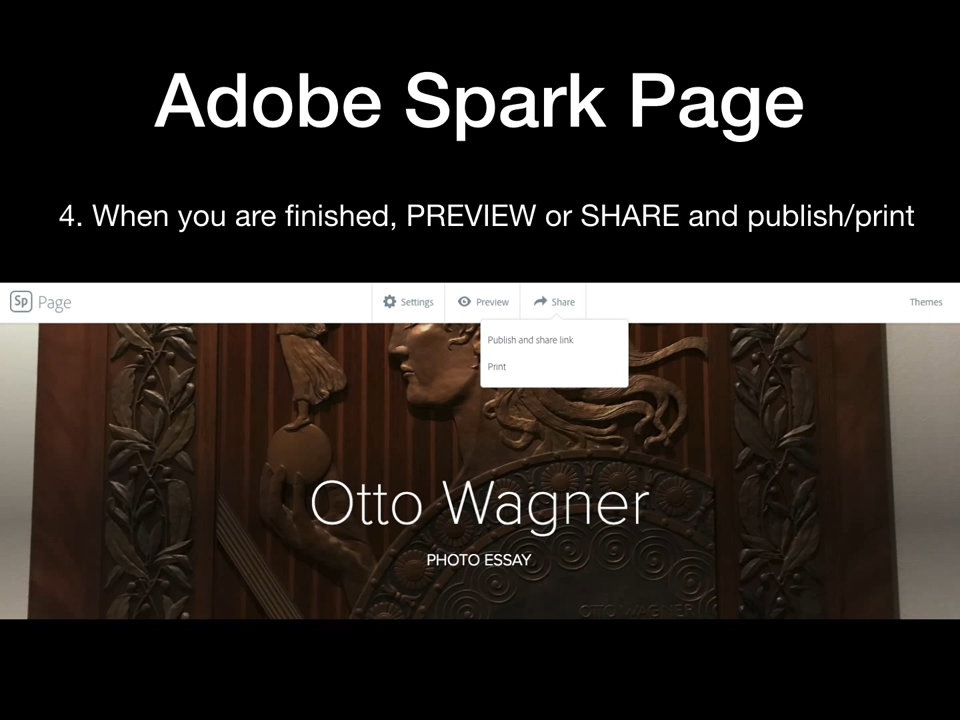 Adobe Spark Page
4. When you are finished, PREVIEW or SHARE and publish/print
Sp Page Settings Preview Share Themes
Publish and share link
Print
Otto Wagner
PHOTO ESSAY
OTTO WAGNER